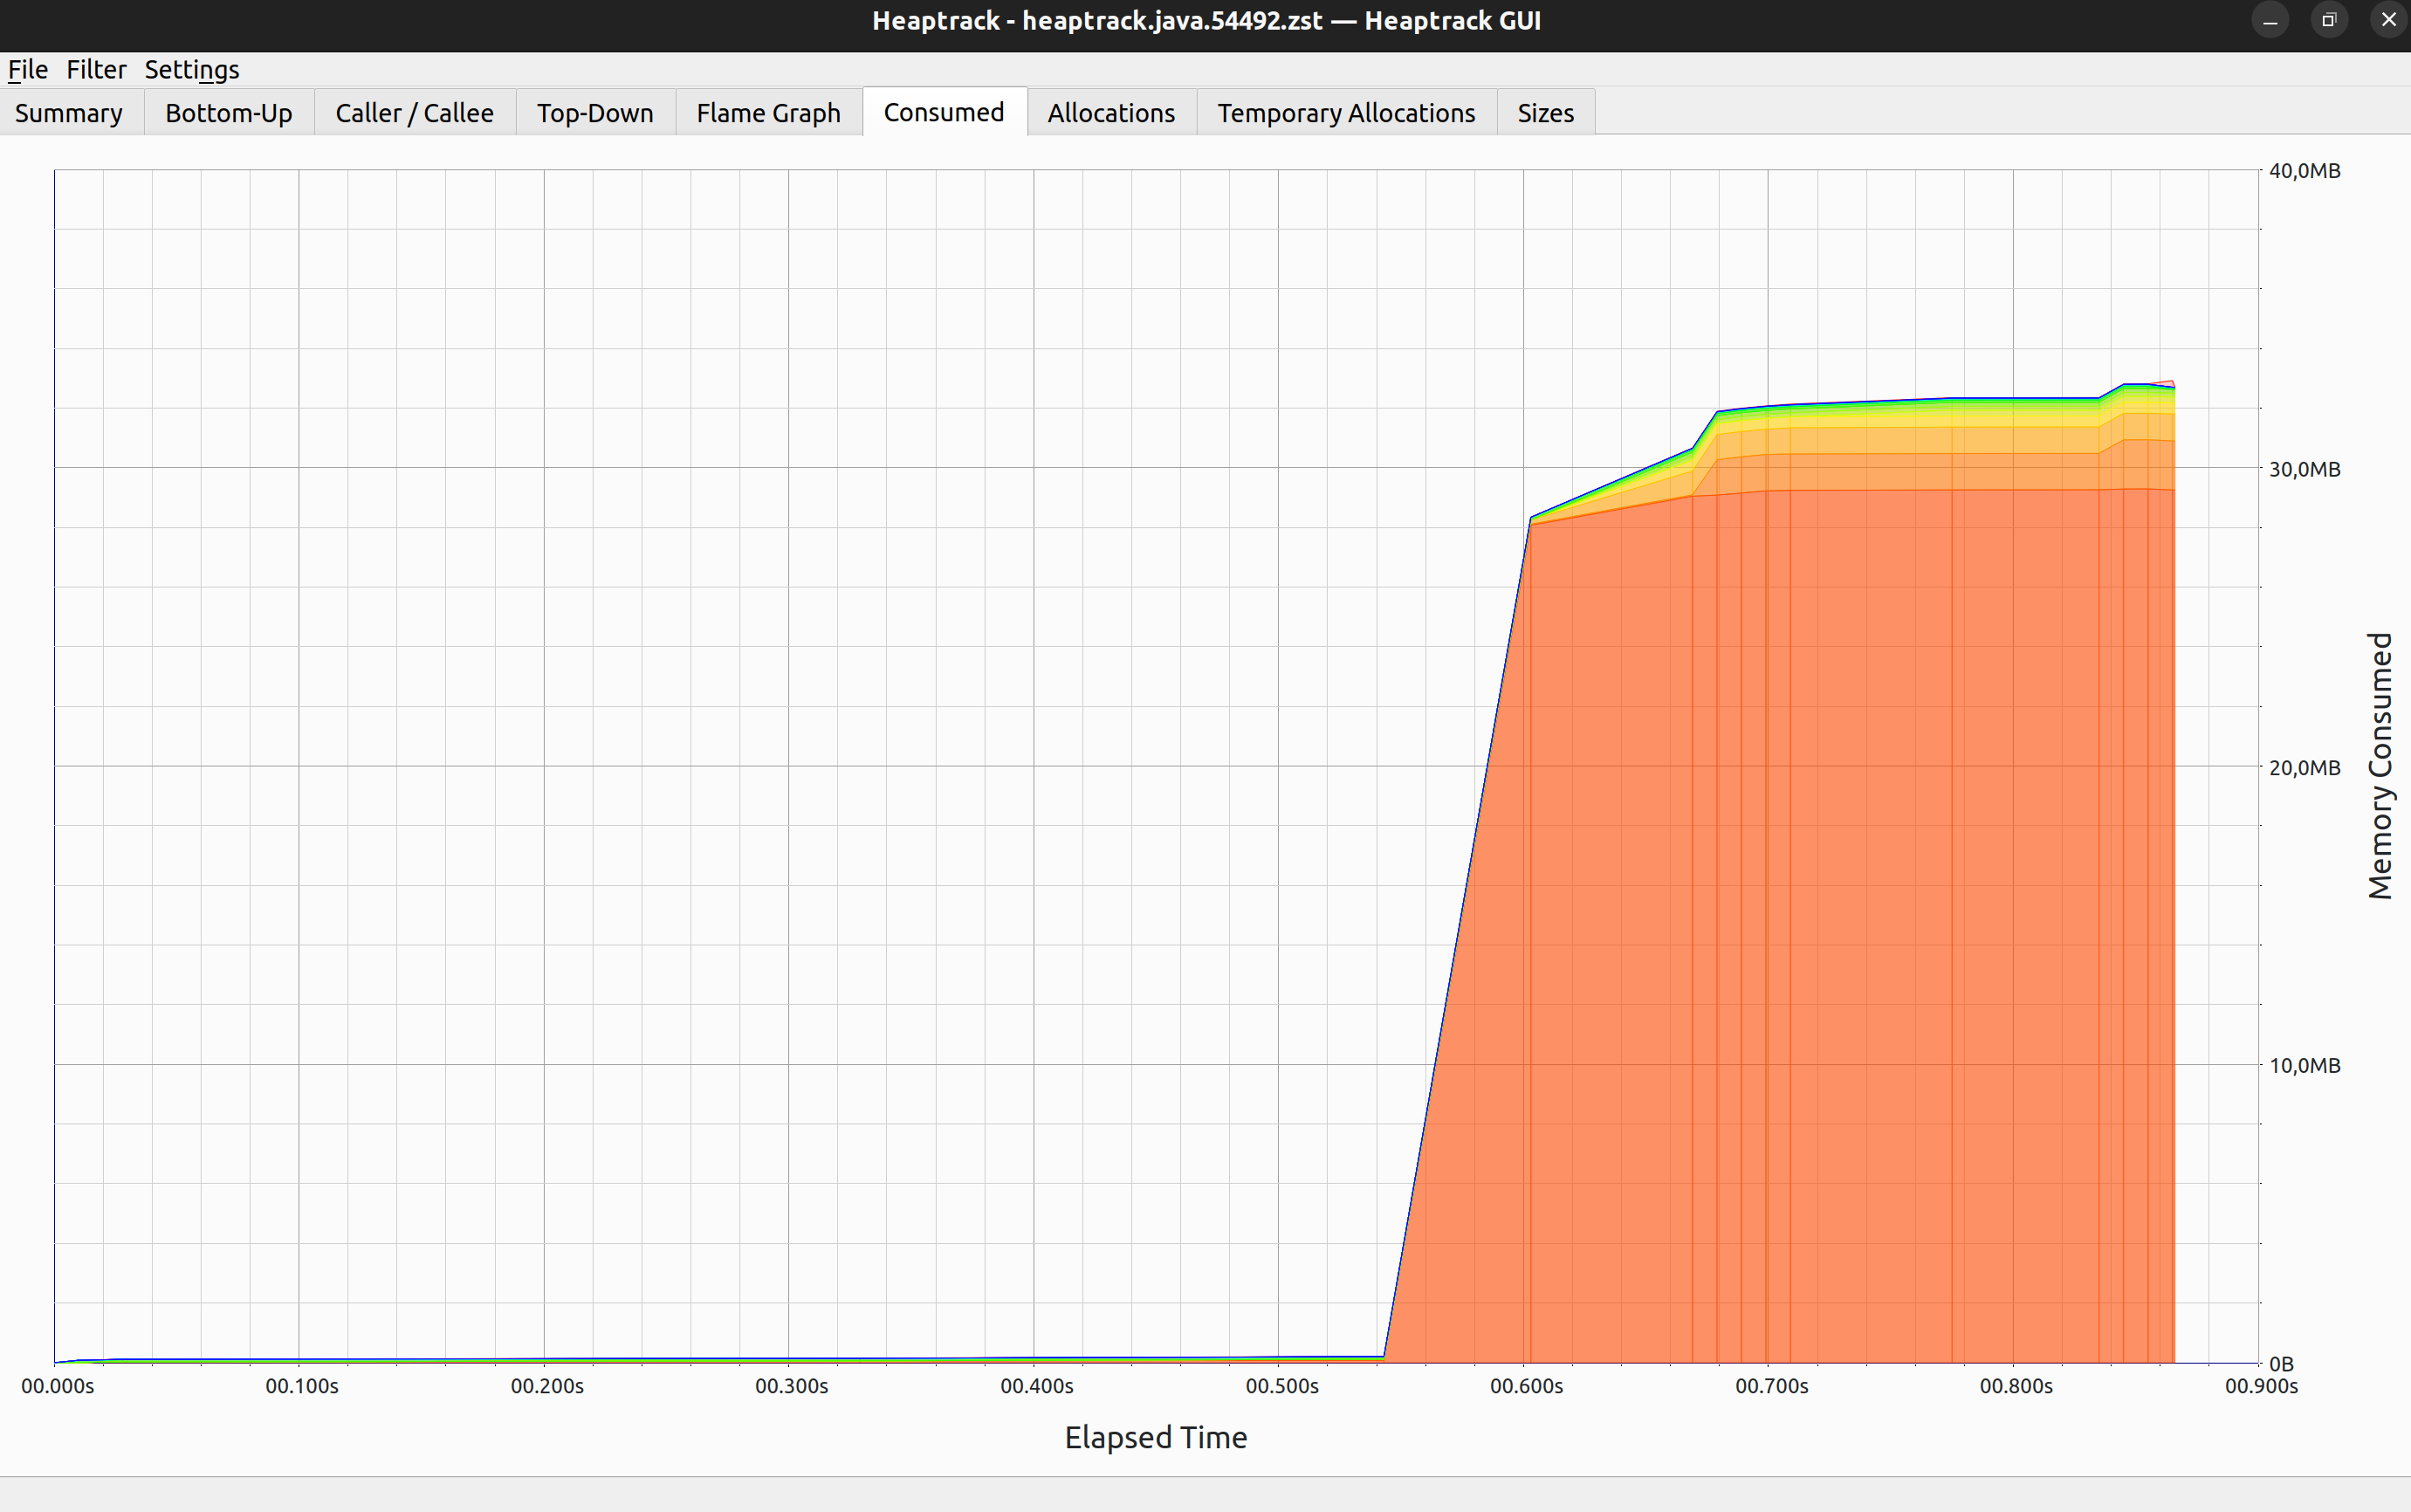 Heaptrack - heaptrack.java.54492.zst — Heaptrack GUI
File Filter Settings
Summary Bottom-Up Caller / Callee Top-Down Flame Graph Consumed Allocations Temporary Allocations Sizes
40,0MB
30,0MB
20,0MB
10,0MB
0B
Memory Consumed
00.000s 00.100s 00.200s 00.300s 00.400s 00.500s 00.600s 00.700s 00.800s 00.900s
Elapsed Time